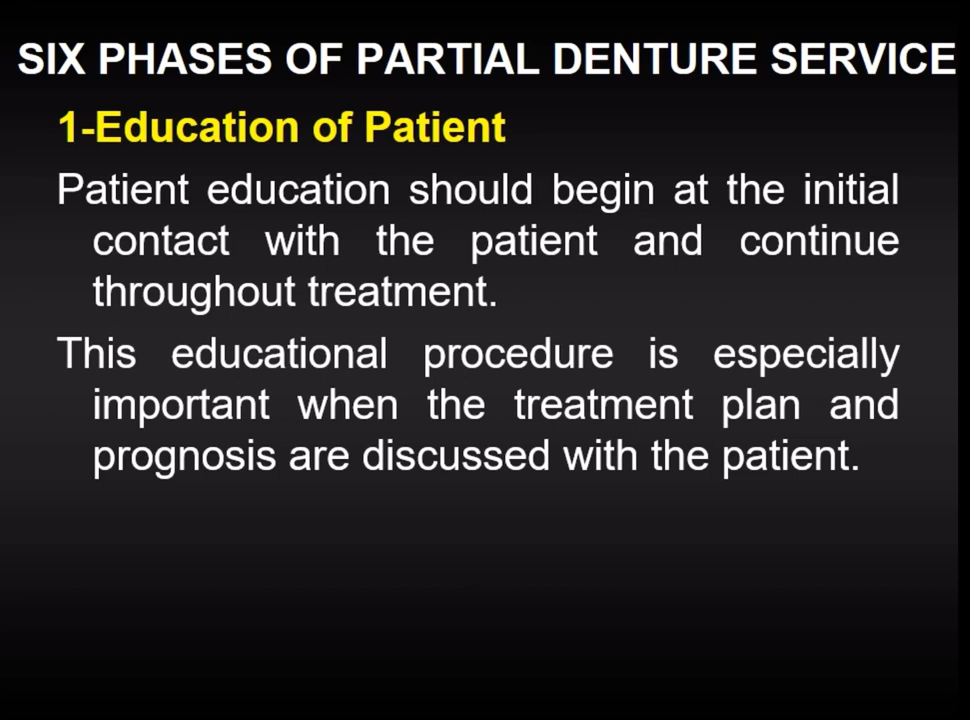 SIX PHASES OF PARTIAL DENTURE SERVICE
1-Education of Patient
Patient education should begin at the initial
contact with the patient and continue
throughout treatment.
This educational procedure is especially
important when the treatment plan and
prognosis are discussed with the patient.